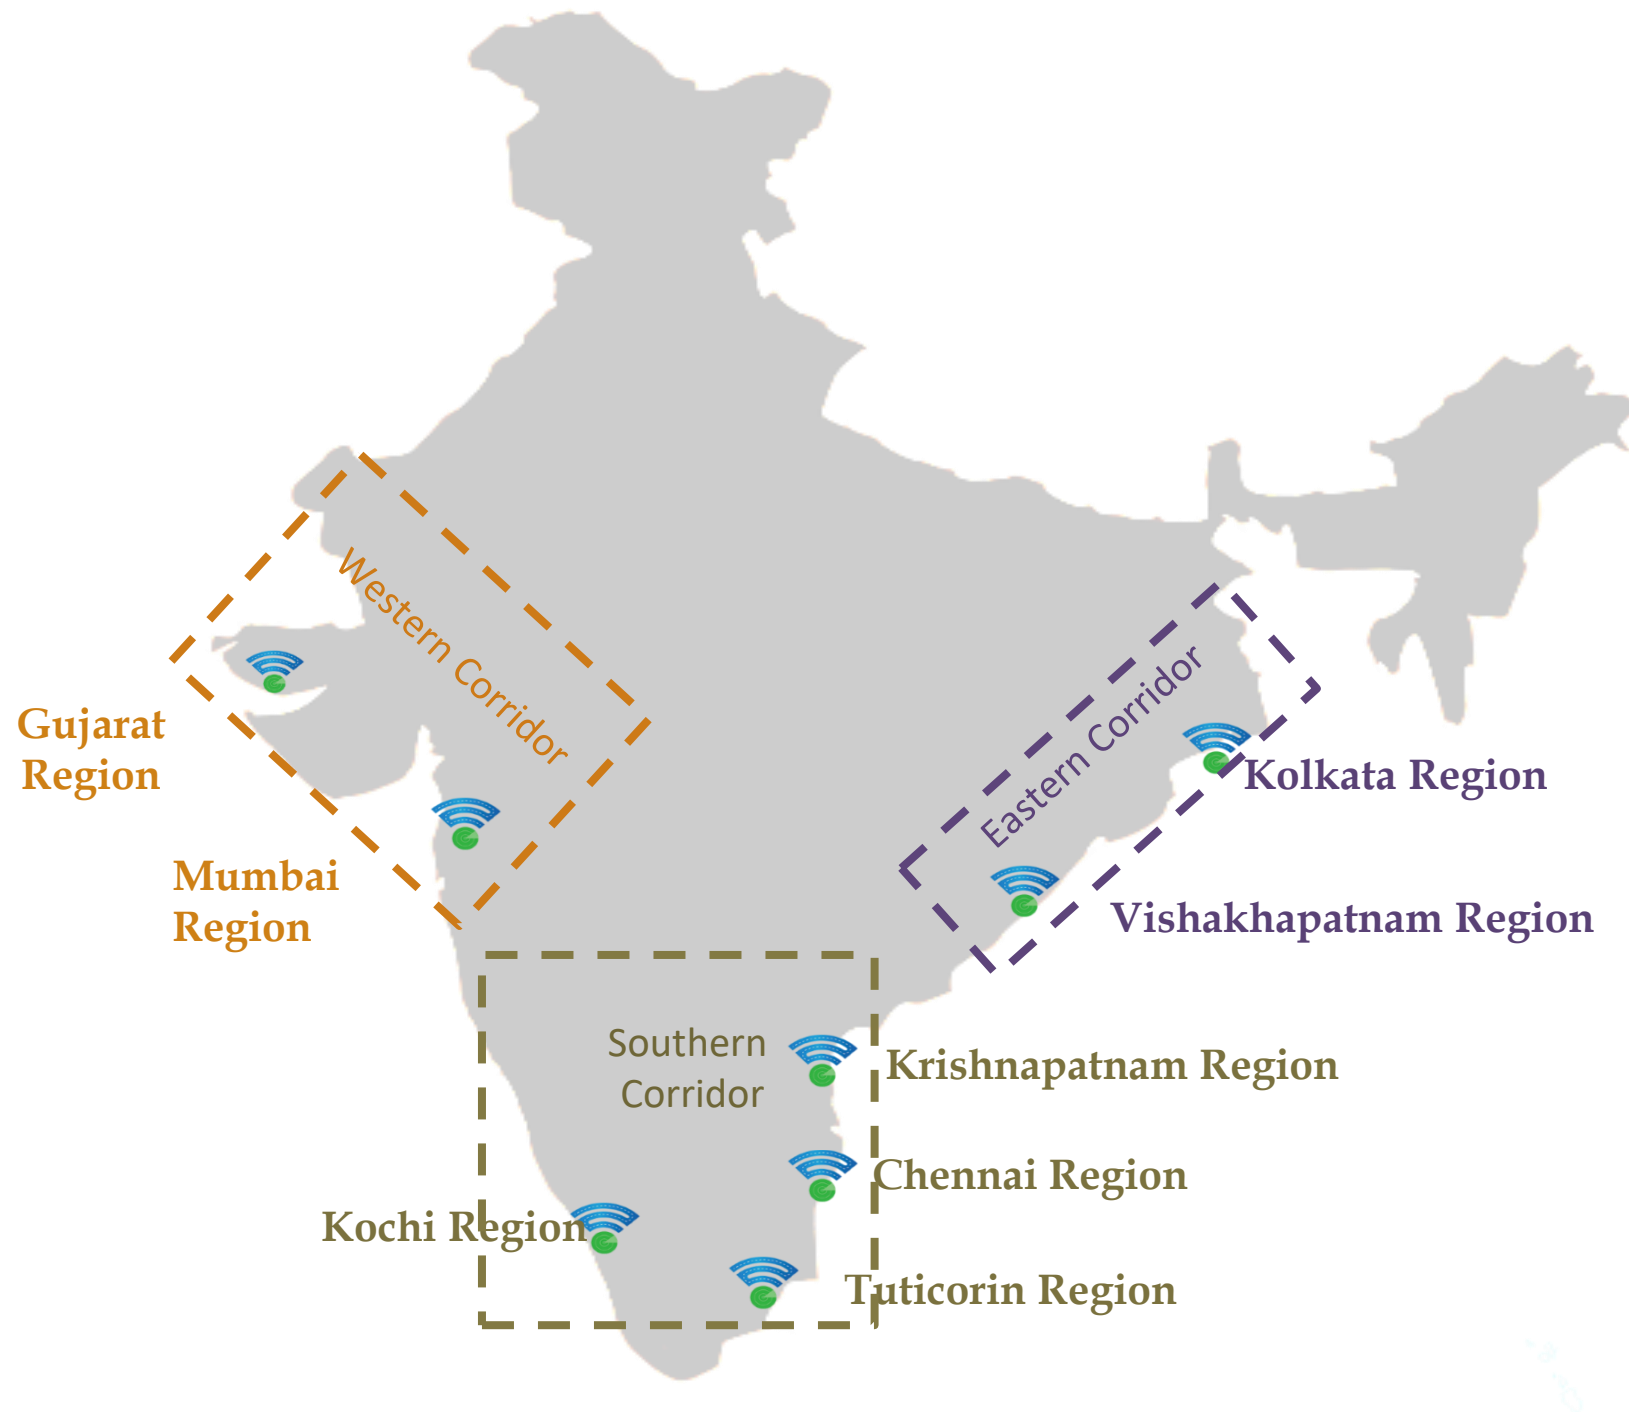 Western Corridor
Eastern Corridor
Gujarat
Region
Kolkata Region
Mumbai
Region
Vishakhapatnam Region
Southern
Corridor
Krishnapatnam Region
Chennai Region
Kochi Region
Tuticorin Region